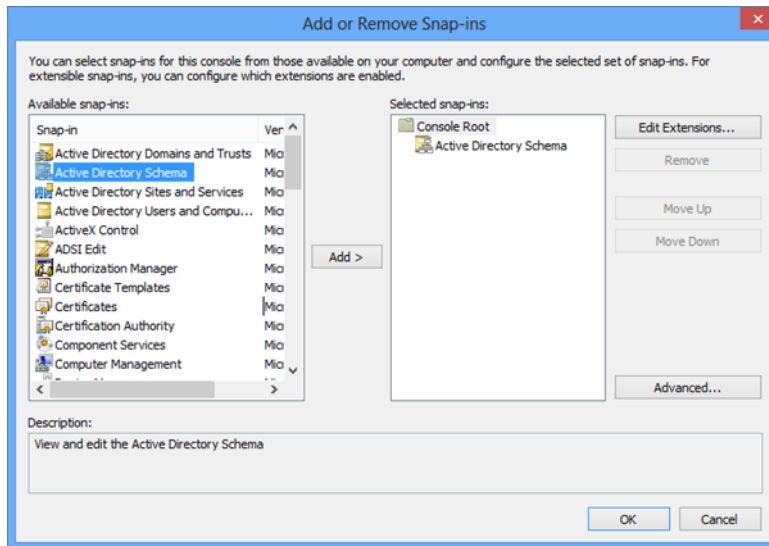 Add or Remove Snap-ins
You can select snap-ins for this console from those available on your computer and configure the selected set of snap-ins. For
extensible snap-ins, you can configure which extensions are enabled.
Available snap-ins:
Snap-in Ver
Active Directory Domains and Trusts Mic
Active Directory Schema Mic
Active Directory Sites and Services Mic
Active Directory Users and Compu... Mic
ActiveX Control Mic
ADSI Edit Mic
Authorization Manager Mic
Certificate Templates Mic
Certificates Mic
Certification Authority Mic
Component Services Mic
Computer Management Mic
Add >
Selected snap-ins:
Console Root
Active Directory Schema
Edit Extensions...
Remove
Move Up
Move Down
Advanced...
Description:
View and edit the Active Directory Schema
OK
Cancel